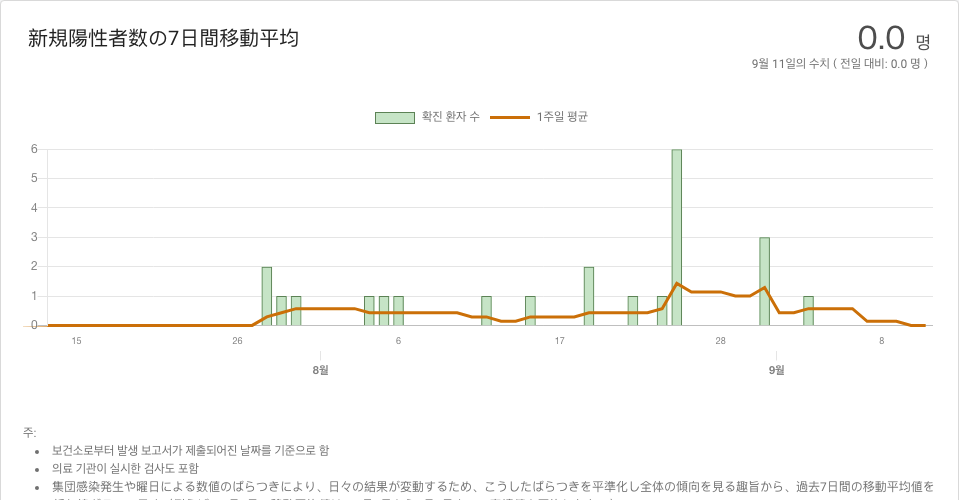 新規陽性者数の7日間移動平均
0.0 명
9월 11일의 수치 ( 전일 대비: 0.0 명 )
확진 환자 수 1주일 평균
6
5
4
3
2
1
0
15 26 6 17 28 8
8월 9월
주:
보건소로부터 발생 보고서가 제출되어진 날짜를 기준으로 함
의료 기관이 실시한 검사도 포함
集団感染発生や曜日による数値のばらつきにより、日々の結果が変動するため、こうしたばらつきを平準化し全体の傾向を見る趣旨から、過去7日間の移動平均値を